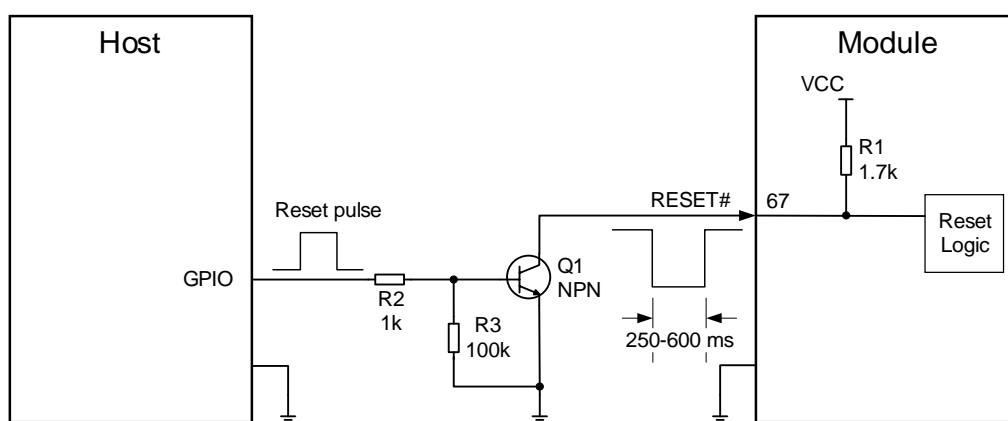 Host
Module
VCC
R1
1.7k
RESET#
67
Reset
Logic
Reset pulse
GPIO
R2
1k
R3
100k
Q1
NPN
250-600 ms